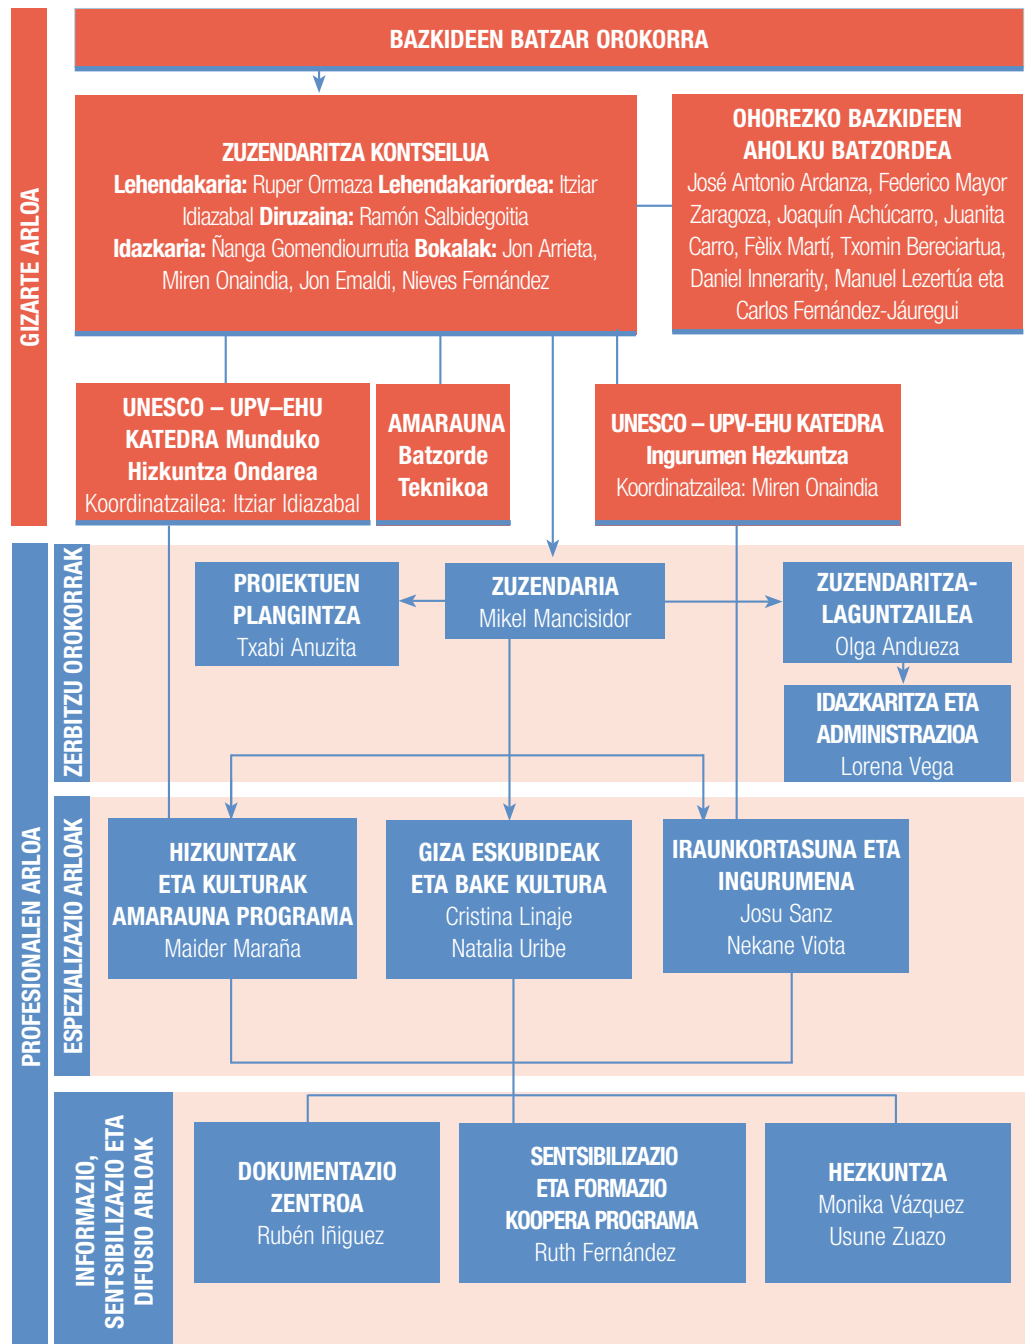 GIZARTE ARLOA
BAZKIDEEN BATZAR OROKORRA
ZUZENDARITZA KONTSEILUA
Lehendakaria: Ruper Ormaza Lehendakariordea: Itziar
Idiazabal Diruzaina: Ramón Salbidegoitia
Idazkaria: Ñanga Gomendiourrutia Bokalak: Jon Arrieta,
Miren Onaindia, Jon Emaldi, Nieves Fernández
OHOREZKO BAZKIDEEN
AHOLKU BATZORDEA
José Antonio Ardanza, Federico Mayor
Zaragoza, Joaquín Achúcarro, Juanita
Carro, Fèlix Martí, Txomin Bereciartua,
Daniel Innerarity, Manuel Lezertúa eta
Carlos Fernández-Jáuregui
UNESCO – UPV–EHU
KATEDRA Munduko
Hizkuntza Ondarea
Koordinatzailea: Itziar Idiazabal
AMARAUNA
Batzorde
Teknikoa
UNESCO – UPV-EHU KATEDRA
Ingurumen Hezkuntza
Koordinatzailea: Miren Onaindia
PROFESIONALEN ARLOA
ZERBITZU OROKORRAK
PROIEKTUEN
PLANGINTZA
Txabi Anuzita
ZUZENDARIA
Mikel Mancisidor
ZUZENDARITZA-
LAGUNTZAILEA
Olga Andueza
IDAZKARITZA ETA
ADMINISTRAZIOA
Lorena Vega
ESPEZIALIZAZIO ARLOAK
HIZKUNTZAK
ETA KULTURAK
AMARAUNA PROGRAMA
Maider Maraña
GIZA ESKUBIDEAK
ETA BAKE KULTURA
Cristina Linaje
Natalia Uribe
IRAUNKORTASUNA ETA
INGURUMENA
Josu Sanz
Nekane Viota
INFORMAZIO,
SENTSIBILIZAZIO ETA
DIFUSIO ARLOAK
DOKUMENTAZIO
ZENTROA
Rubén Iñiguez
SENTSIBILIZAZIO
ETA FORMAZIO
KOOPERA PROGRAMA
Ruth Fernández
HEZKUNTZA
Monika Vázquez
Usune Zuazo